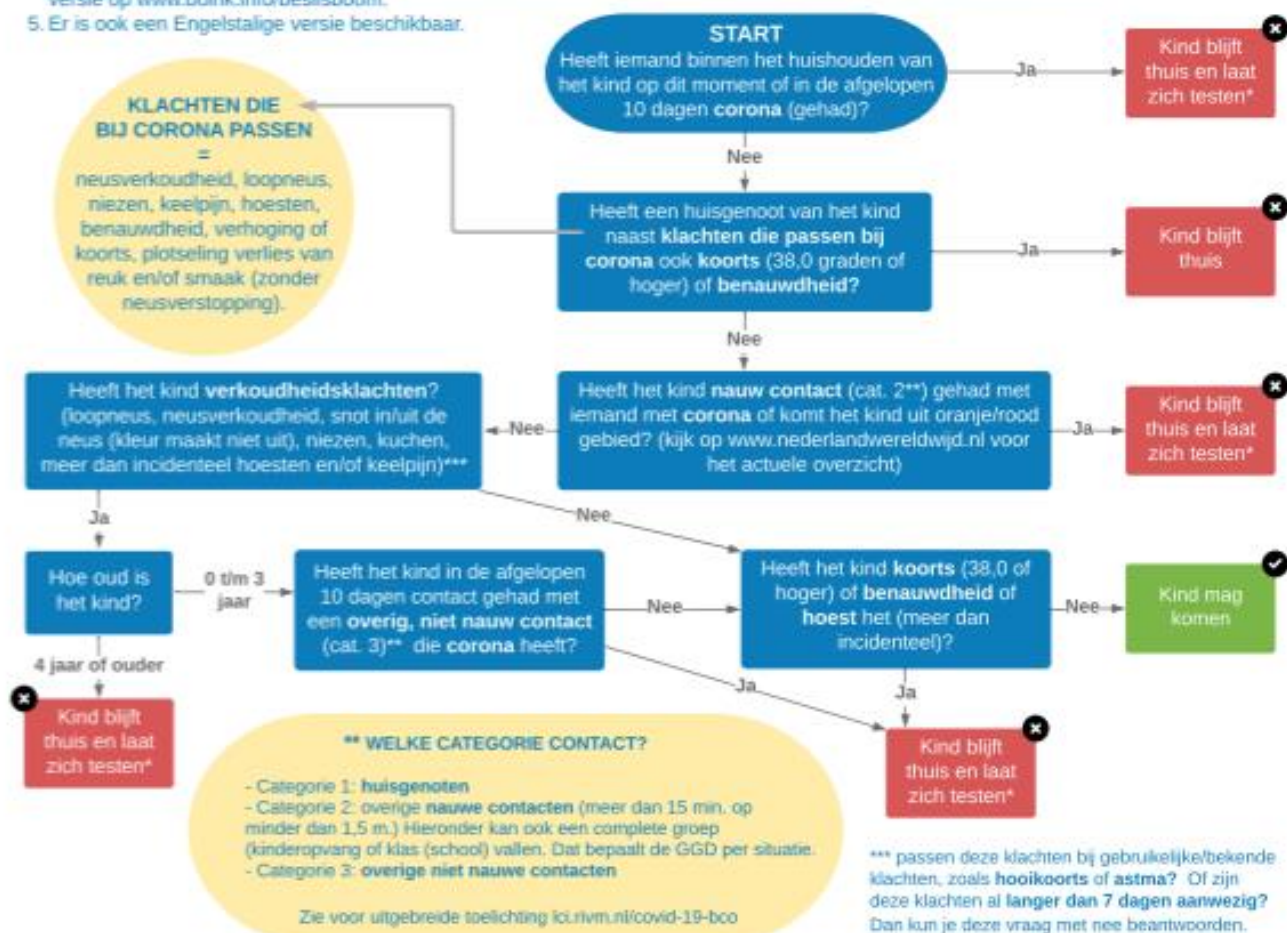 versie op www.boink.info/beslisboom.
5. Er is ook een Engelstalige versie beschikbaar.
START
Heeft iemand binnen het huishouden van
het kind op dit moment of in de afgelopen
10 dagen corona (gehad)?
Ja
Kind blijft
thuis en laat
zich testen*
KLACHTEN DIE
BIJ CORONA PASSEN
=
neusverkoudheid, loopneus,
niezen, keelpijn, hoesten,
benauwdheid, verhoging of
koorts, plotseling verlies van
reuk en/of smaak (zonder
neusverstopping).
Nee
Heeft een huisgenoot van het kind
naast klachten die passen bij
corona ook koorts (38,0 graden of
hoger) of benauwdheid?
Ja
Kind blijft
thuis
Nee
Heeft het kind nauw contact (cat. 2**) gehad met
iemand met corona of komt het kind uit oranje/rood
gebied? (kijk op www.nederlandwereldwijd.nl voor
het actuele overzicht)
Ja
Kind blijft
thuis en laat
zich testen*
Nee
Heeft het kind verkoudheidsklachten?
(loopneus, neusverkoudheid, snot in/uit de
neus (kleur maakt niet uit), niezen, kuchen,
meer dan incidenteel hoesten en/of keelpijn)***
Ja
Nee
Hoe oud is
het kind?
0 t/m 3
jaar
Heeft het kind in de afgelopen
10 dagen contact gehad met
een overig, niet nauw contact
(cat. 3)** die corona heeft?
Nee
Heeft het kind koorts (38,0 of
hoger) of benauwdheid of
hoest het (meer dan
incidenteel)?
Nee
Kind mag
komen
4 jaar of ouder
Kind blijft
thuis en laat
zich testen*
Ja
Ja
Kind blijft
thuis en laat
zich testen*
** WELKE CATEGORIE CONTACT?
- Categorie 1: huisgenoten
- Categorie 2: overige nauwe contacten (meer dan 15 min. op
minder dan 1,5 m.) Hieronder kan ook een complete groep
(kinderopvang of klas (school) vallen. Dat bepaalt de GGD per situatie.
- Categorie 3: overige niet nauwe contacten
Zie voor uitgebreide toelichting lci.rivm.nl/covid-19-bco
*** passen deze klachten bij gebruikelijke/bekende
klachten, zoals hooikoorts of astma? Of zijn
deze klachten al langer dan 7 dagen aanwezig?
Dan kun je deze vraag met nee beantwoorden.